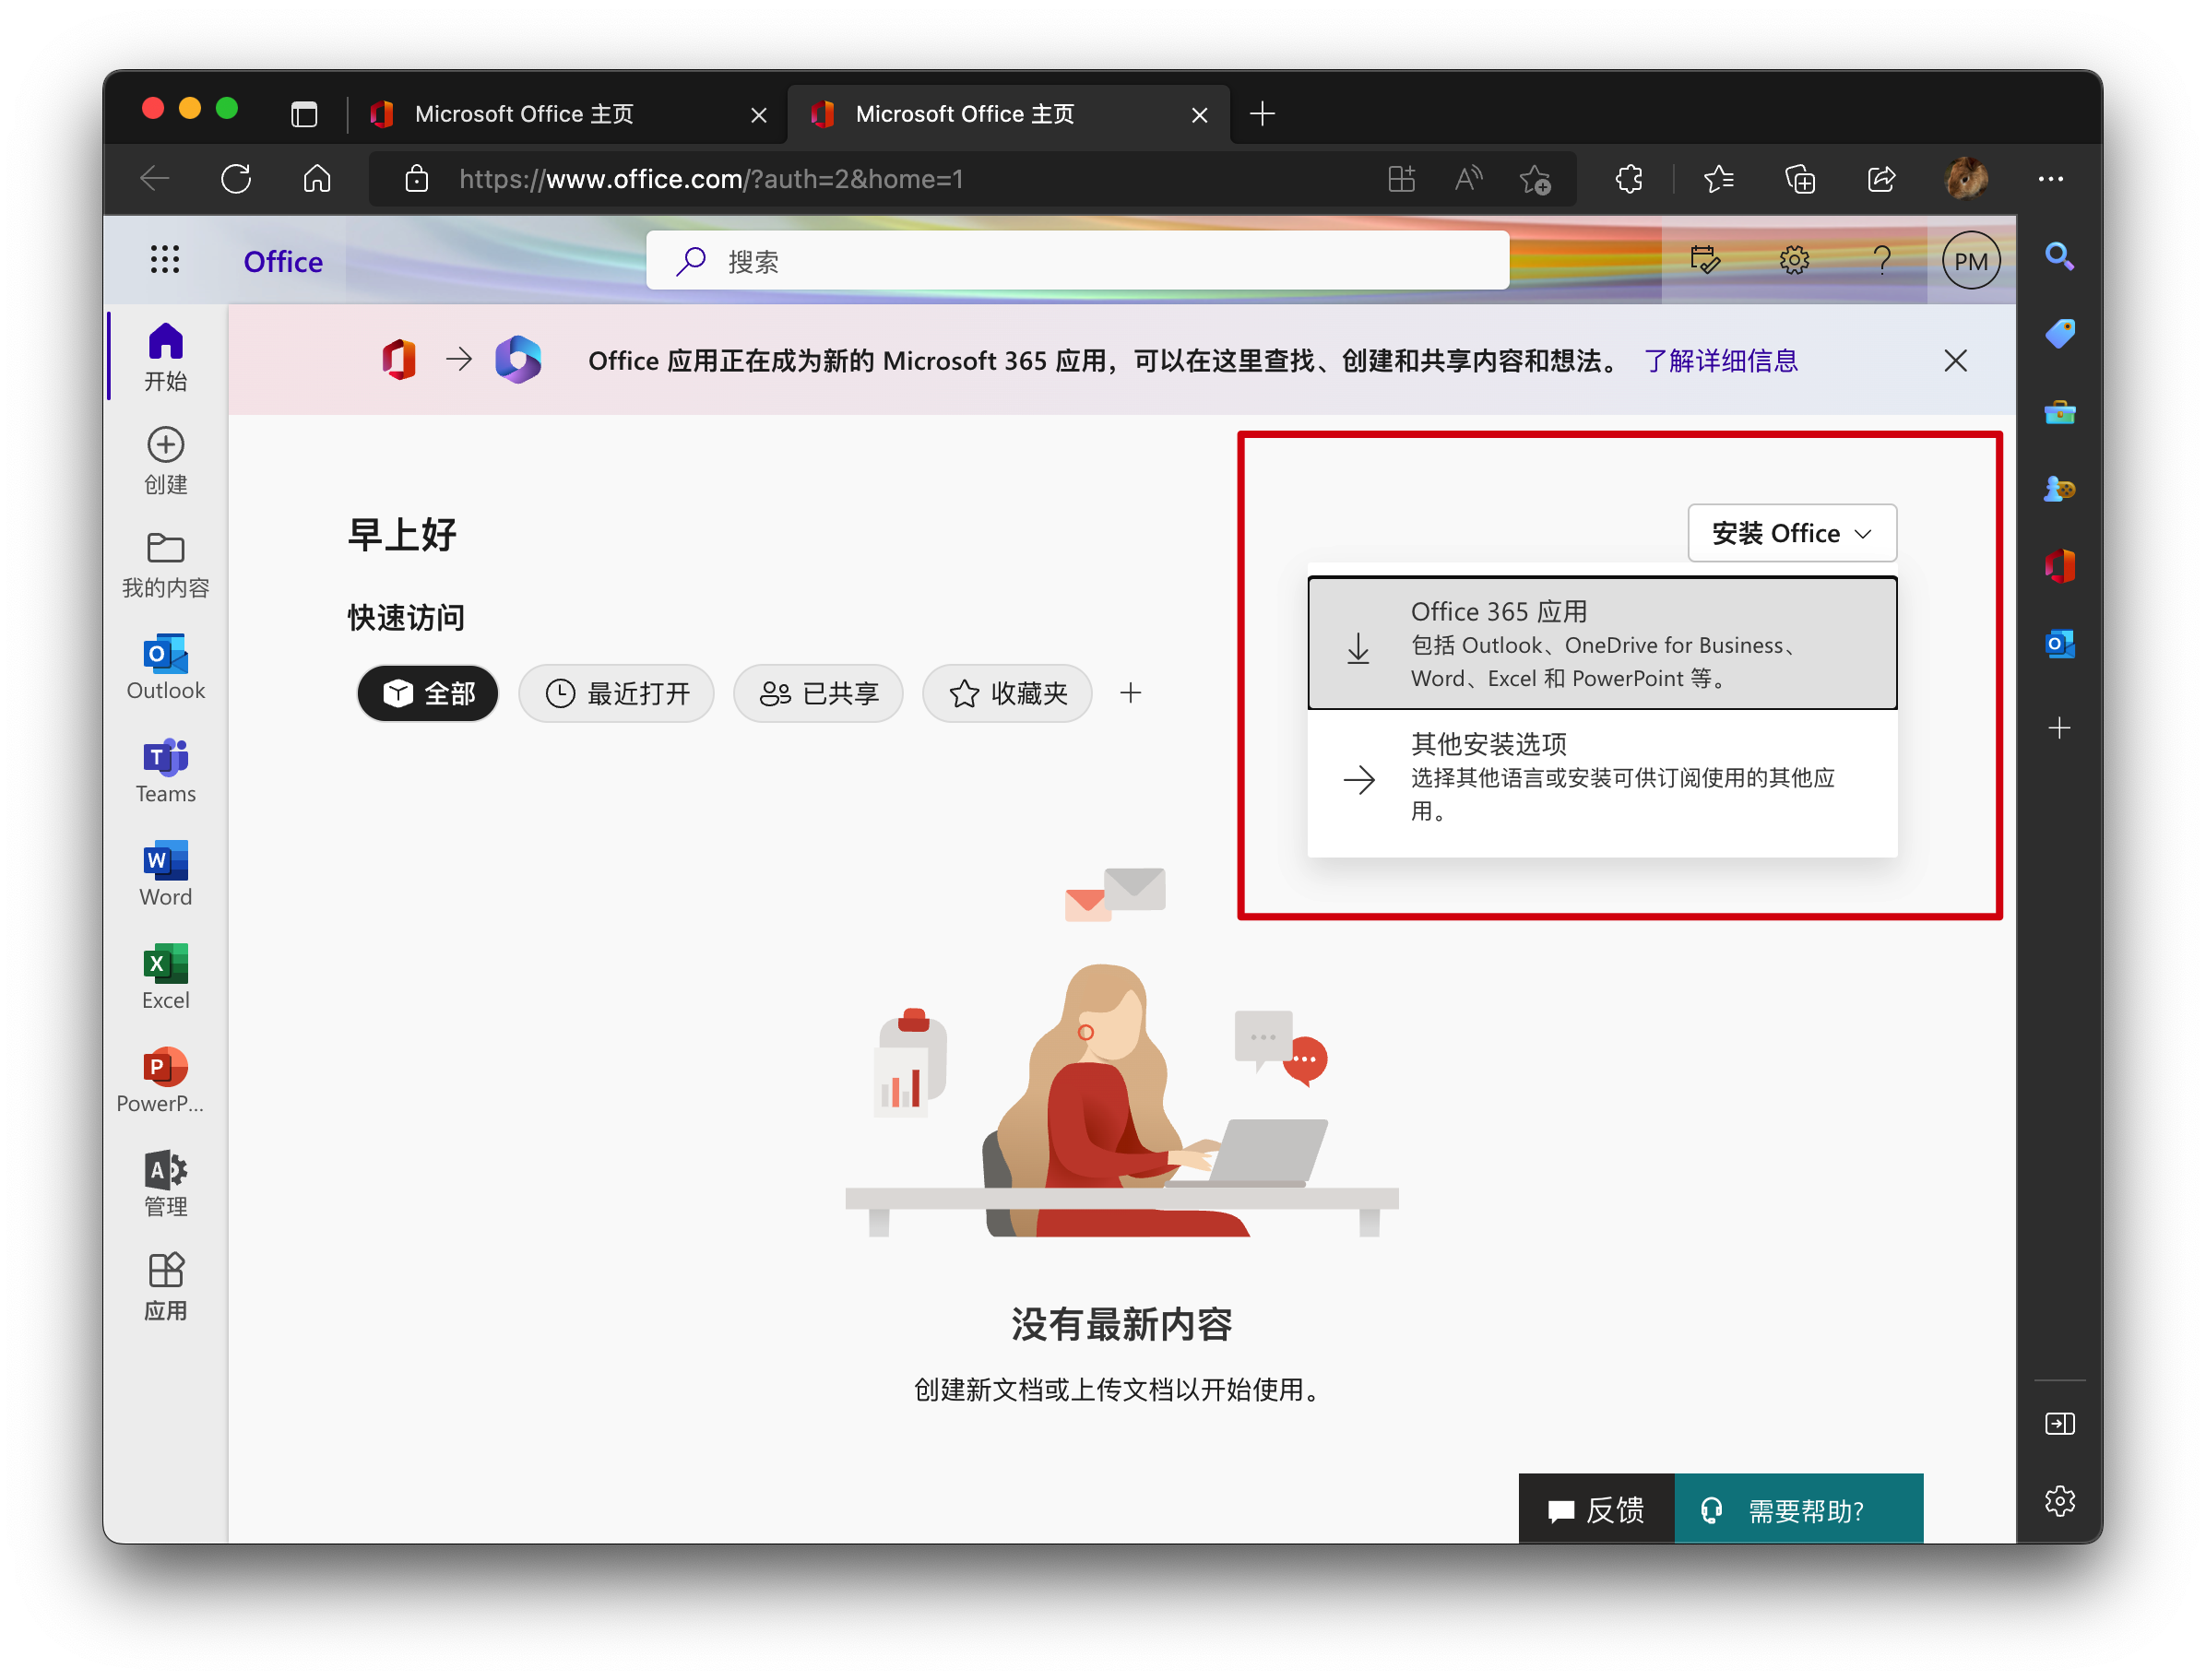 Microsoft Office 主页
Microsoft Office 主页
https://www.office.com/?auth=2&home=1
Office
搜索
PM
Office 应用正在成为新的 Microsoft 365 应用，可以在这里查找、创建和共享内容和想法。 了解详细信息
开始
创建
我的内容
Outlook
Teams
Word
Excel
PowerP...
管理
应用
早上好
安装 Office
Office 365 应用
包括 Outlook、OneDrive for Business、
Word、Excel 和 PowerPoint 等。
其他安装选项
选择其他语言或安装可供订阅使用的其他应
用。
快速访问
全部
最近打开
已共享
收藏夹
没有最新内容
创建新文档或上传文档以开始使用。
反馈
需要帮助?